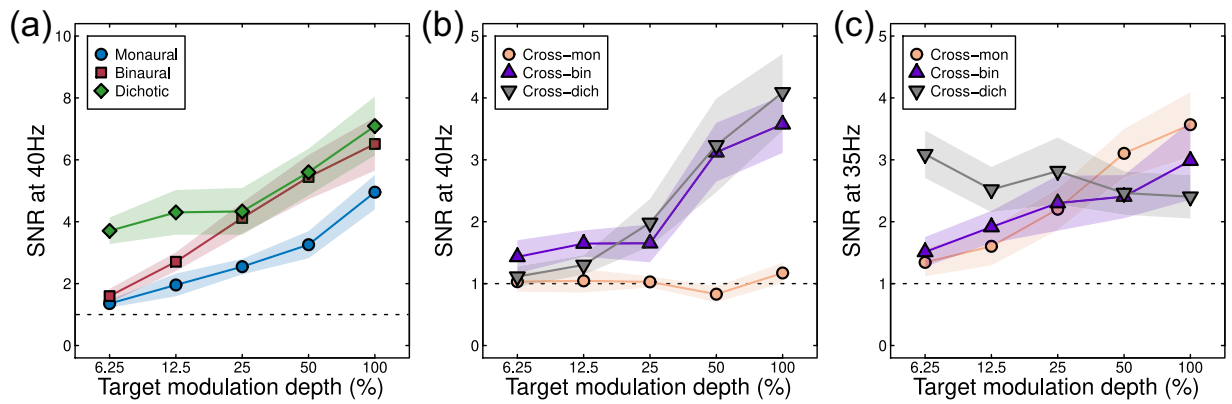 (a)
SNR at 40Hz
10
8
6
4
2
0
Monaural
Binaural
Dichotic
6.25 12.5 25 50 100
Target modulation depth (%)
(b)
SNR at 40Hz
5
4
3
2
1
0
Cross−mon
Cross−bin
Cross−dich
6.25 12.5 25 50 100
Target modulation depth (%)
(c)
SNR at 35Hz
5
4
3
2
1
0
Cross−mon
Cross−bin
Cross−dich
6.25 12.5 25 50 100
Target modulation depth (%)